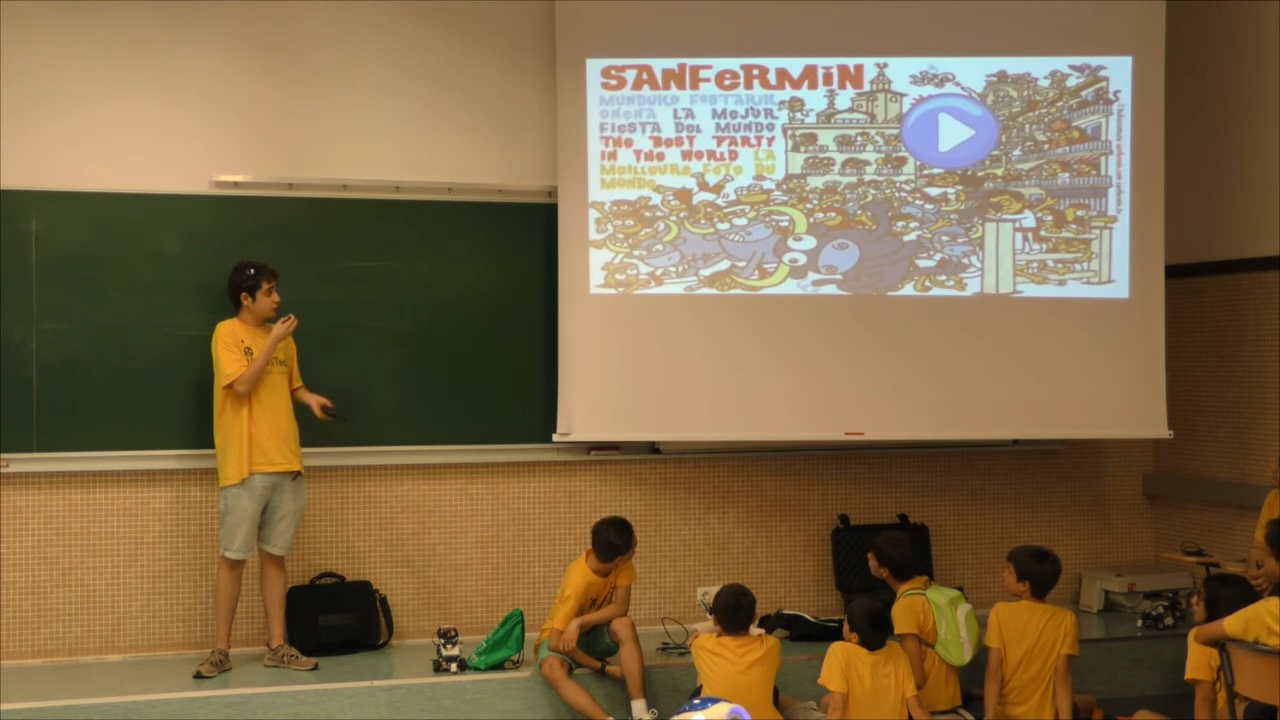 SANFeRMiN
MUNDUKO FESTARIK
ONENA LA MeJOR
FieSTA DeL MUNDO
THe BeST PARTY
IN THe WORLD LA
MeiLLeURe FeTe DU
MONDe